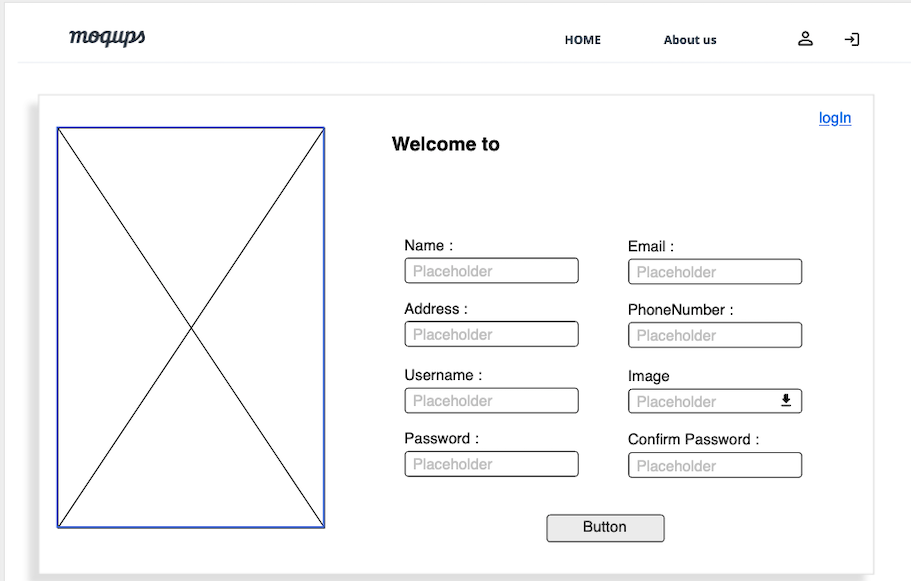 moqups
HOME
About us
logIn
Welcome to
Name :
Placeholder
Email :
Placeholder
Address :
Placeholder
PhoneNumber :
Placeholder
Username :
Placeholder
Image
Placeholder
Password :
Placeholder
Confirm Password :
Placeholder
Button